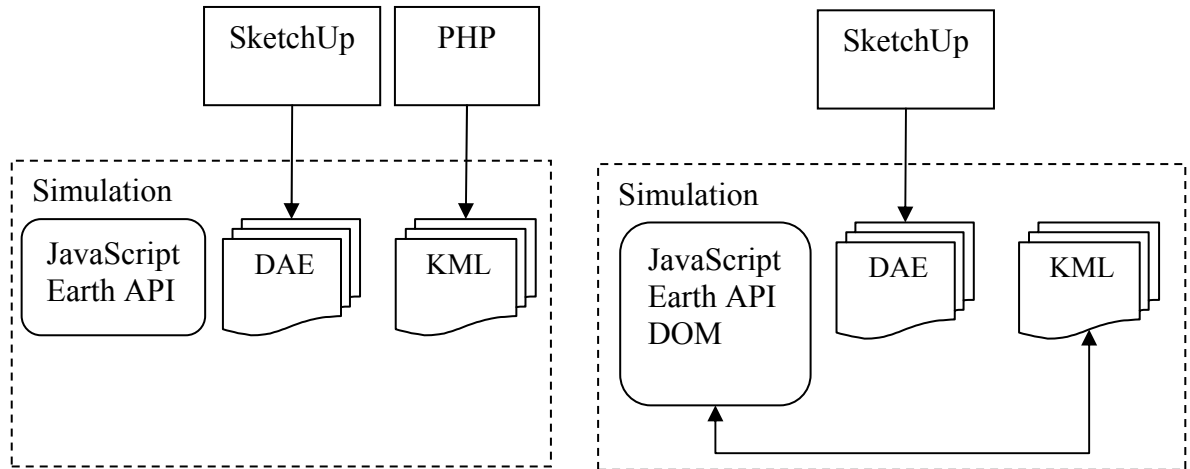 SketchUp
PHP
Simulation
JavaScript
Earth API
DAE
KML
SketchUp
Simulation
JavaScript
Earth API
DOM
DAE
KML